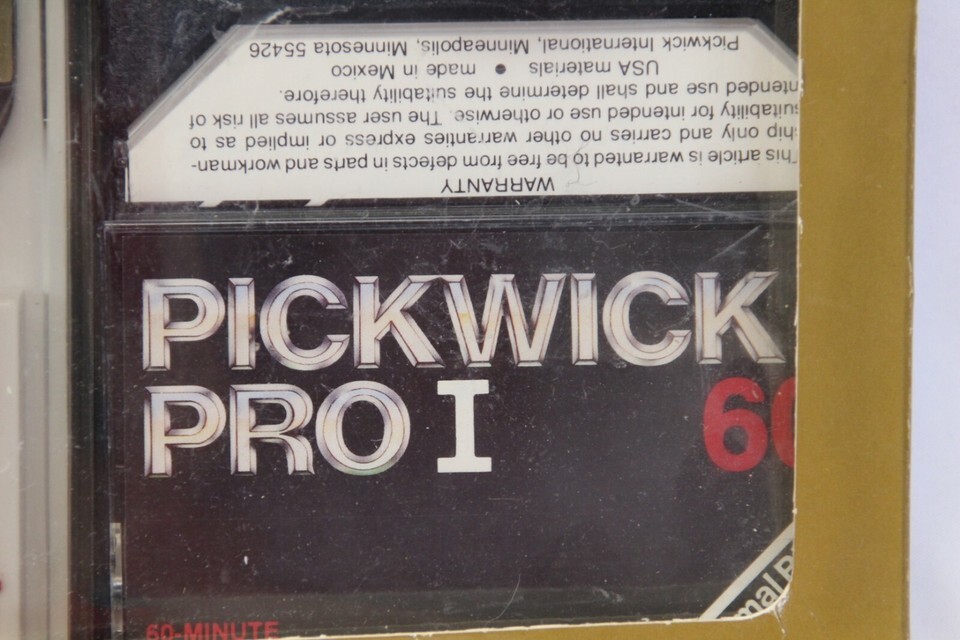 WARRANTY
This article is warranted to be free from defects in parts and workman-
ship only and carries no other warranties express or implied or as to
suitability for intended use or otherwise. The user assumes all risk of
intended use and shall determine the suitability therefore.
USA materials • made in Mexico
Pickwick International, Minneapolis, Minnesota 55426
PICKWICK
PRO I
60
60-MINUTE